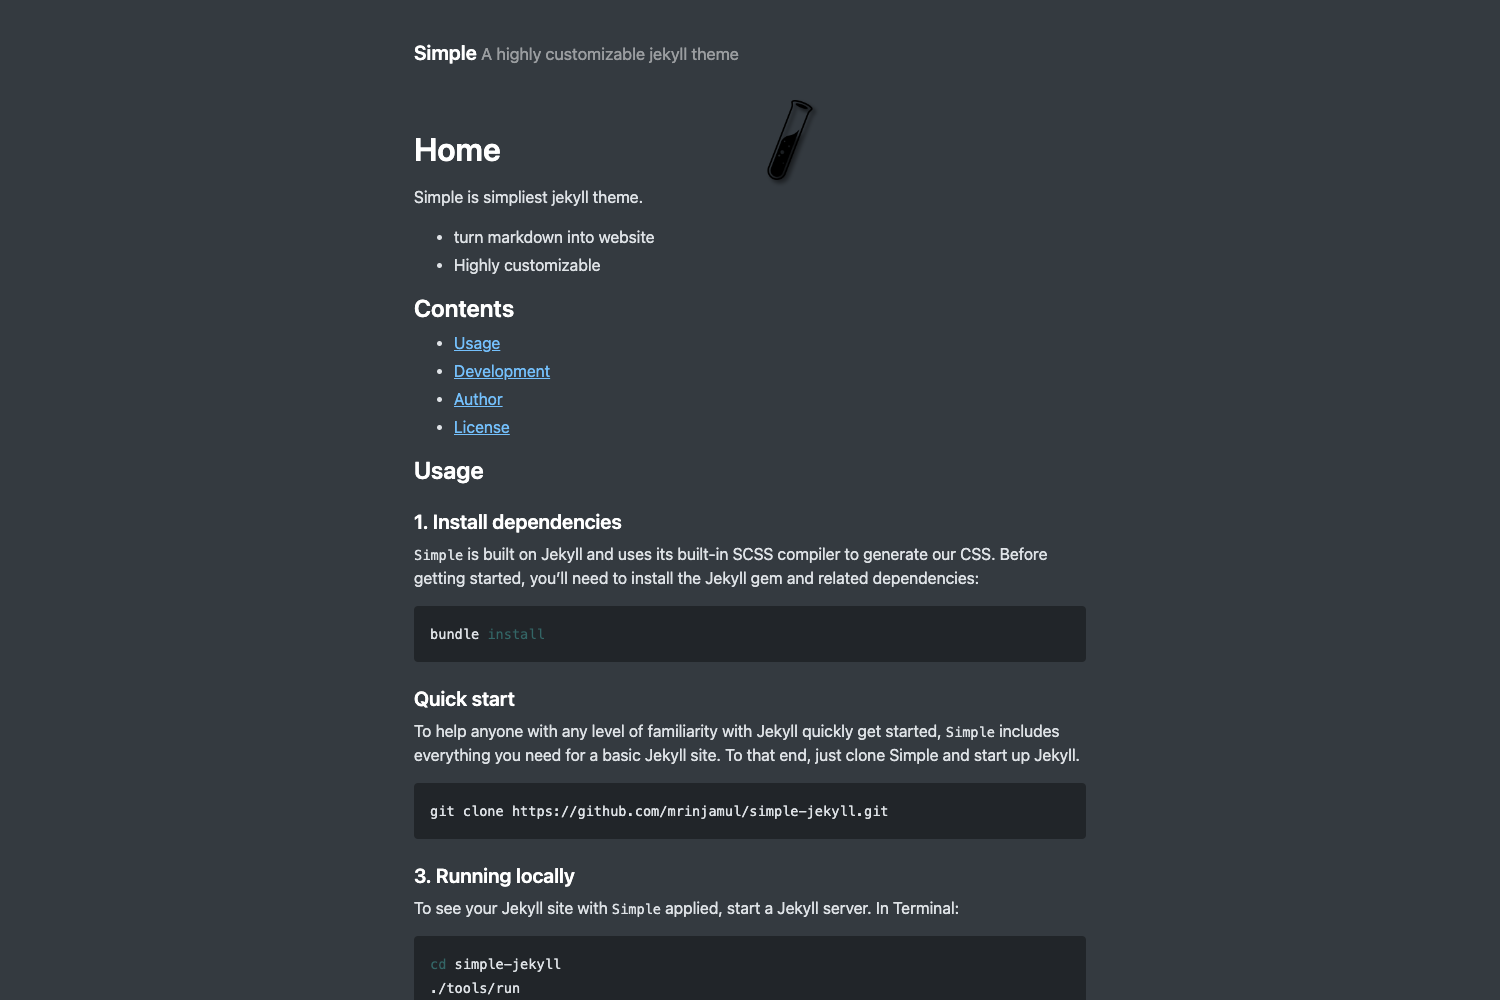 Simple A highly customizable jekyll theme
Home
Simple is simpliest jekyll theme.
• turn markdown into website
• Highly customizable
Contents
• Usage
• Development
• Author
• License
Usage
1. Install dependencies
Simple is built on Jekyll and uses its built-in SCSS compiler to generate our CSS. Before
getting started, you’ll need to install the Jekyll gem and related dependencies:
bundle install
Quick start
To help anyone with any level of familiarity with Jekyll quickly get started, Simple includes
everything you need for a basic Jekyll site. To that end, just clone Simple and start up Jekyll.
git clone https://github.com/mrinjamul/simple-jekyll.git
3. Running locally
To see your Jekyll site with Simple applied, start a Jekyll server. In Terminal:
cd simple-jekyll
./tools/run